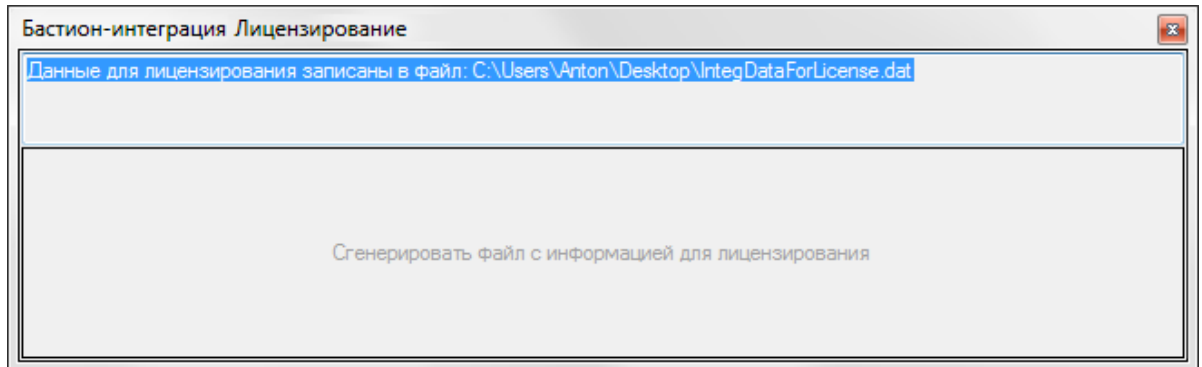 Бастион-интеграция Лицензирование
Данные для лицензирования записаны в файл: C:\Users\Anton\Desktop\IntegDataForLicense.dat
Сгенерировать файл с информацией для лицензирования